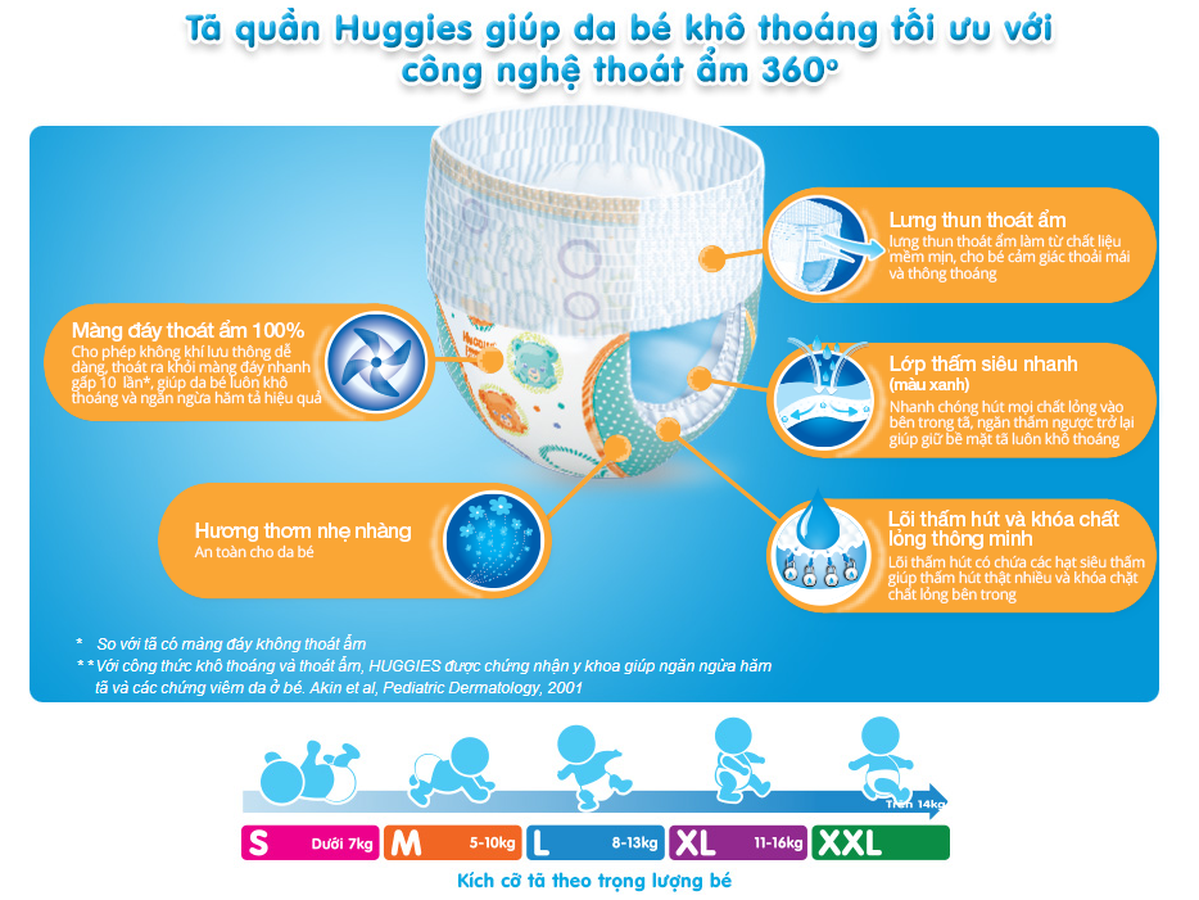 Tã quần Huggies giúp da bé khô thoáng tối ưu với
công nghệ thoát ẩm 360º
Lưng thun thoát ẩm
lưng thun thoát ẩm làm từ chất liệu
mềm mịn, cho bé cảm giác thoải mái
và thông thoáng
Màng đáy thoát ẩm 100%
Cho phép không khí lưu thông dễ
dàng, thoát ra khỏi màng đáy nhanh
gấp 10 lần*, giúp da bé luôn khô
thoáng và ngăn ngừa hăm tả hiệu quả
HUGGIES
Lớp thấm siêu nhanh
(màu xanh)
Nhanh chóng hút mọi chất lỏng vào
bên trong tã, ngăn thấm ngược trở lại
giúp giữ bề mặt tã luôn khô thoáng
Hương thơm nhẹ nhàng
An toàn cho da bé
Lõi thấm hút và khóa chất
lỏng thông minh
Lõi thấm hút có chứa các hạt siêu thấm
giúp thấm hút thật nhiều và khóa chặt
chất lỏng bên trong
* So với tã có màng đáy không thoát ẩm
**Với công thức khô thoáng và thoát ẩm, HUGGIES được chứng nhận y khoa giúp ngăn ngừa hăm
tã và các chứng viêm da ở bé. Akin et al, Pediatric Dermatology, 2001
Trên 14kg
S Dưới 7kg M 5-10kg L 8-13kg XL 11-16kg XXL
Kích cỡ tã theo trọng lượng bé